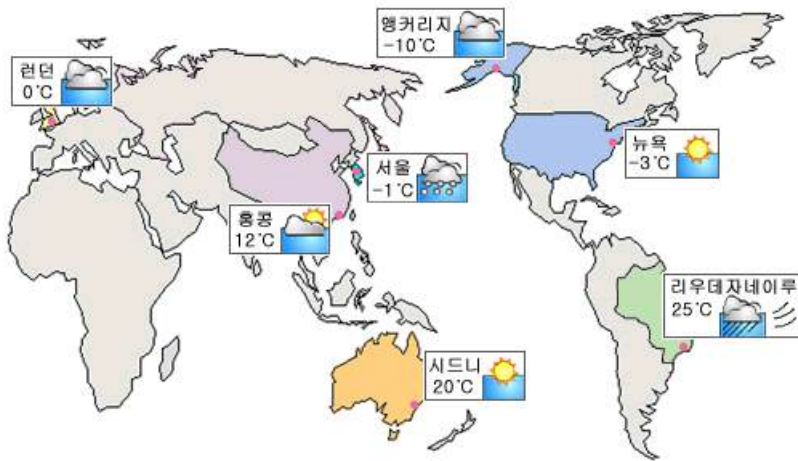 앵커리지
-10℃
런던
0℃
뉴욕
-3℃
서울
-1℃
홍콩
12℃
리우데자네이루
25℃
시드니
20℃